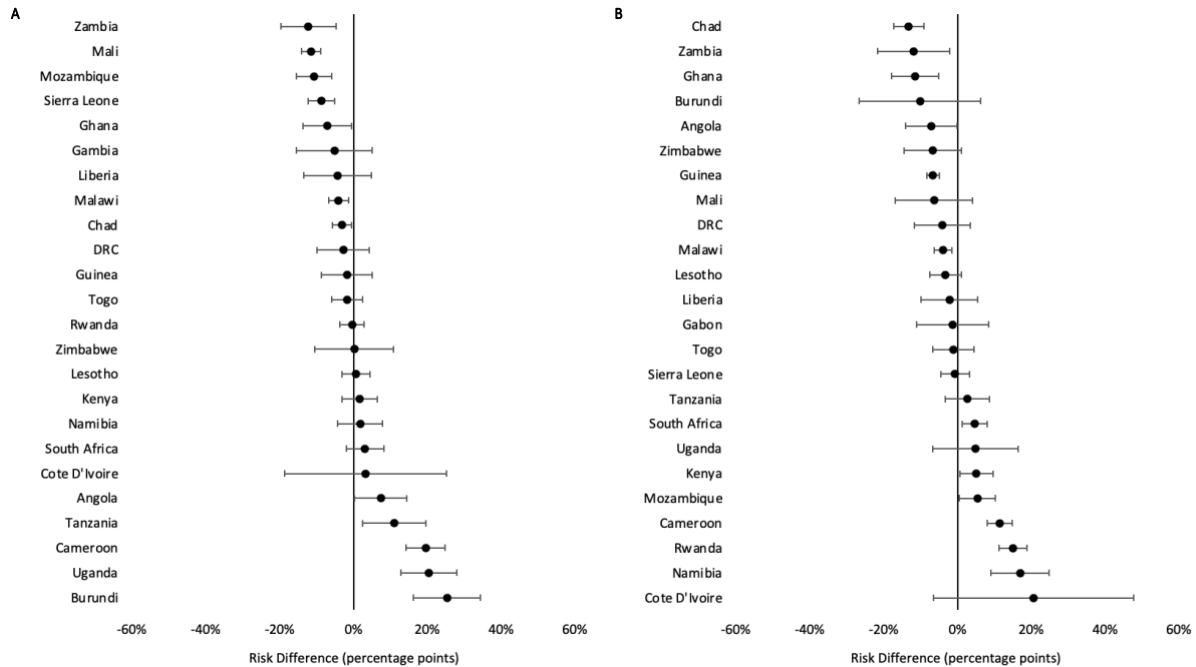 A
Zambia
Mali
Mozambique
Sierra Leone
Ghana
Gambia
Liberia
Malawi
Chad
DRC
Guinea
Togo
Rwanda
Zimbabwe
Lesotho
Kenya
Namibia
South Africa
Cote D'Ivoire
Angola
Tanzania
Cameroon
Uganda
Burundi
-60% -40% -20% 0% 20% 40% 60%
Risk Difference (percentage points)
B
Chad
Zambia
Ghana
Burundi
Angola
Zimbabwe
Guinea
Mali
DRC
Malawi
Lesotho
Liberia
Gabon
Togo
Sierra Leone
Tanzania
South Africa
Uganda
Kenya
Mozambique
Cameroon
Rwanda
Namibia
Cote D'Ivoire
-60% -40% -20% 0% 20% 40% 60%
Risk Difference (percentage points)